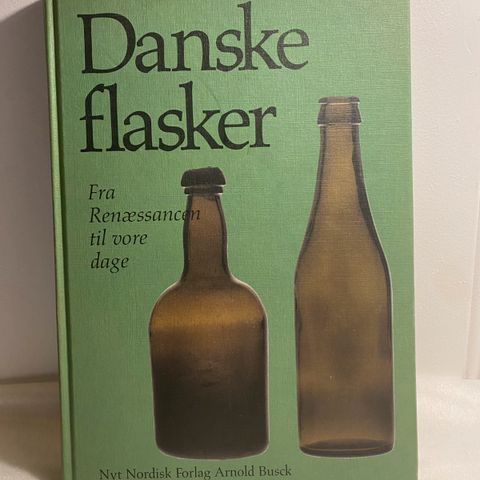 Danske
flasker
Fra
Renæssancen
til vore
dage
Nyt Nordisk Forlag Arnold Busck